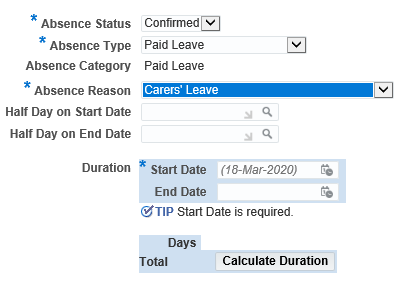 * Absence Status Confirmed
* Absence Type Paid Leave
Absence Category Paid Leave
* Absence Reason Carers' Leave
Half Day on Start Date
Half Day on End Date
Duration * Start Date (18-Mar-2020)
End Date
TIP Start Date is required.
Days
Total Calculate Duration